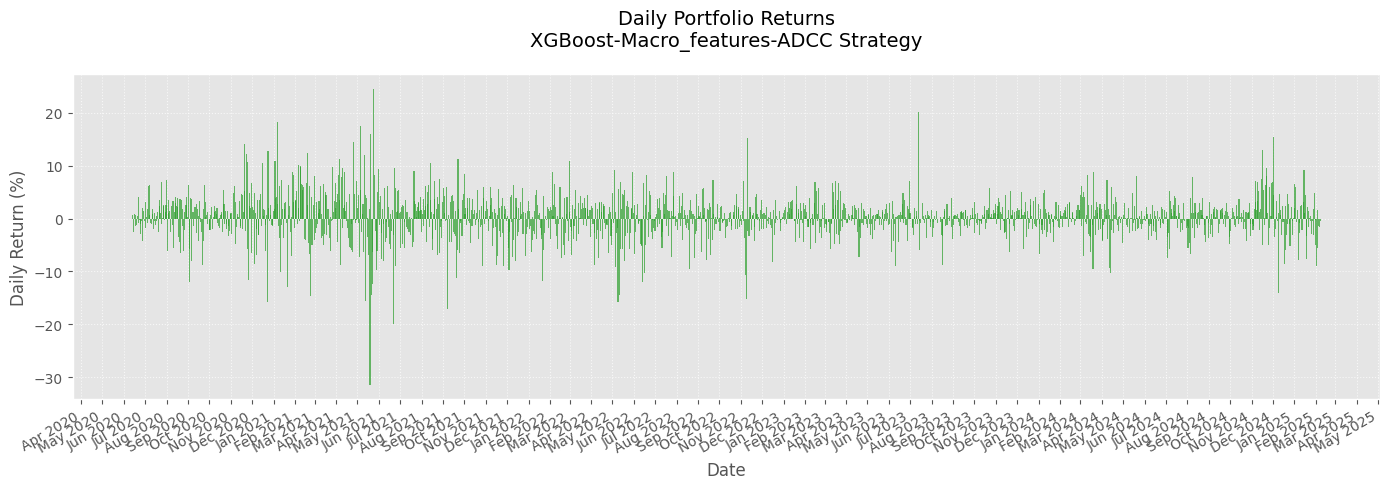 Daily Portfolio Returns
XGBoost-Macro_features-ADCC Strategy
Daily Return (%)
20
10
0
−10
−20
−30
Apr 2020
May 2020
Jun 2020
Jul 2020
Aug 2020
Sep 2020
Oct 2020
Nov 2020
Dec 2020
Jan 2021
Feb 2021
Mar 2021
Apr 2021
May 2021
Jun 2021
Jul 2021
Aug 2021
Sep 2021
Oct 2021
Nov 2021
Dec 2021
Jan 2022
Feb 2022
Mar 2022
Apr 2022
May 2022
Jun 2022
Jul 2022
Aug 2022
Sep 2022
Oct 2022
Nov 2022
Dec 2022
Jan 2023
Feb 2023
Mar 2023
Apr 2023
May 2023
Jun 2023
Jul 2023
Aug 2023
Sep 2023
Oct 2023
Nov 2023
Dec 2023
Jan 2024
Feb 2024
Mar 2024
Apr 2024
May 2024
Jun 2024
Jul 2024
Aug 2024
Sep 2024
Oct 2024
Nov 2024
Dec 2024
Jan 2025
Feb 2025
Mar 2025
Apr 2025
May 2025
Date